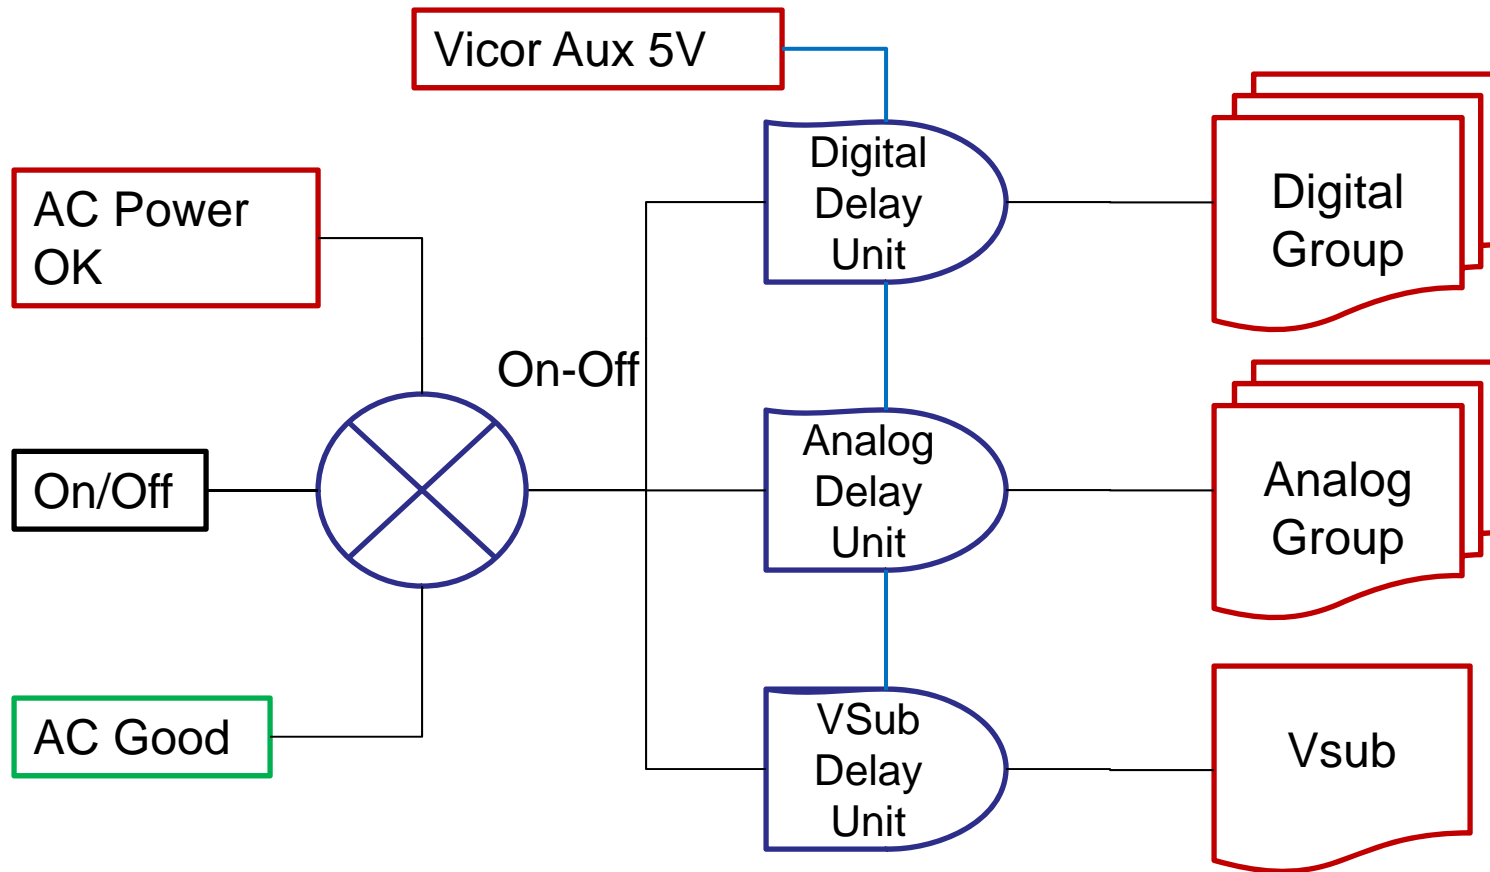 Vicor Aux 5V
AC Power
OK
On/Off
AC Good
On-Off
Digital
Delay
Unit
Analog
Delay
Unit
VSub
Delay
Unit
Digital
Group
Analog
Group
Vsub